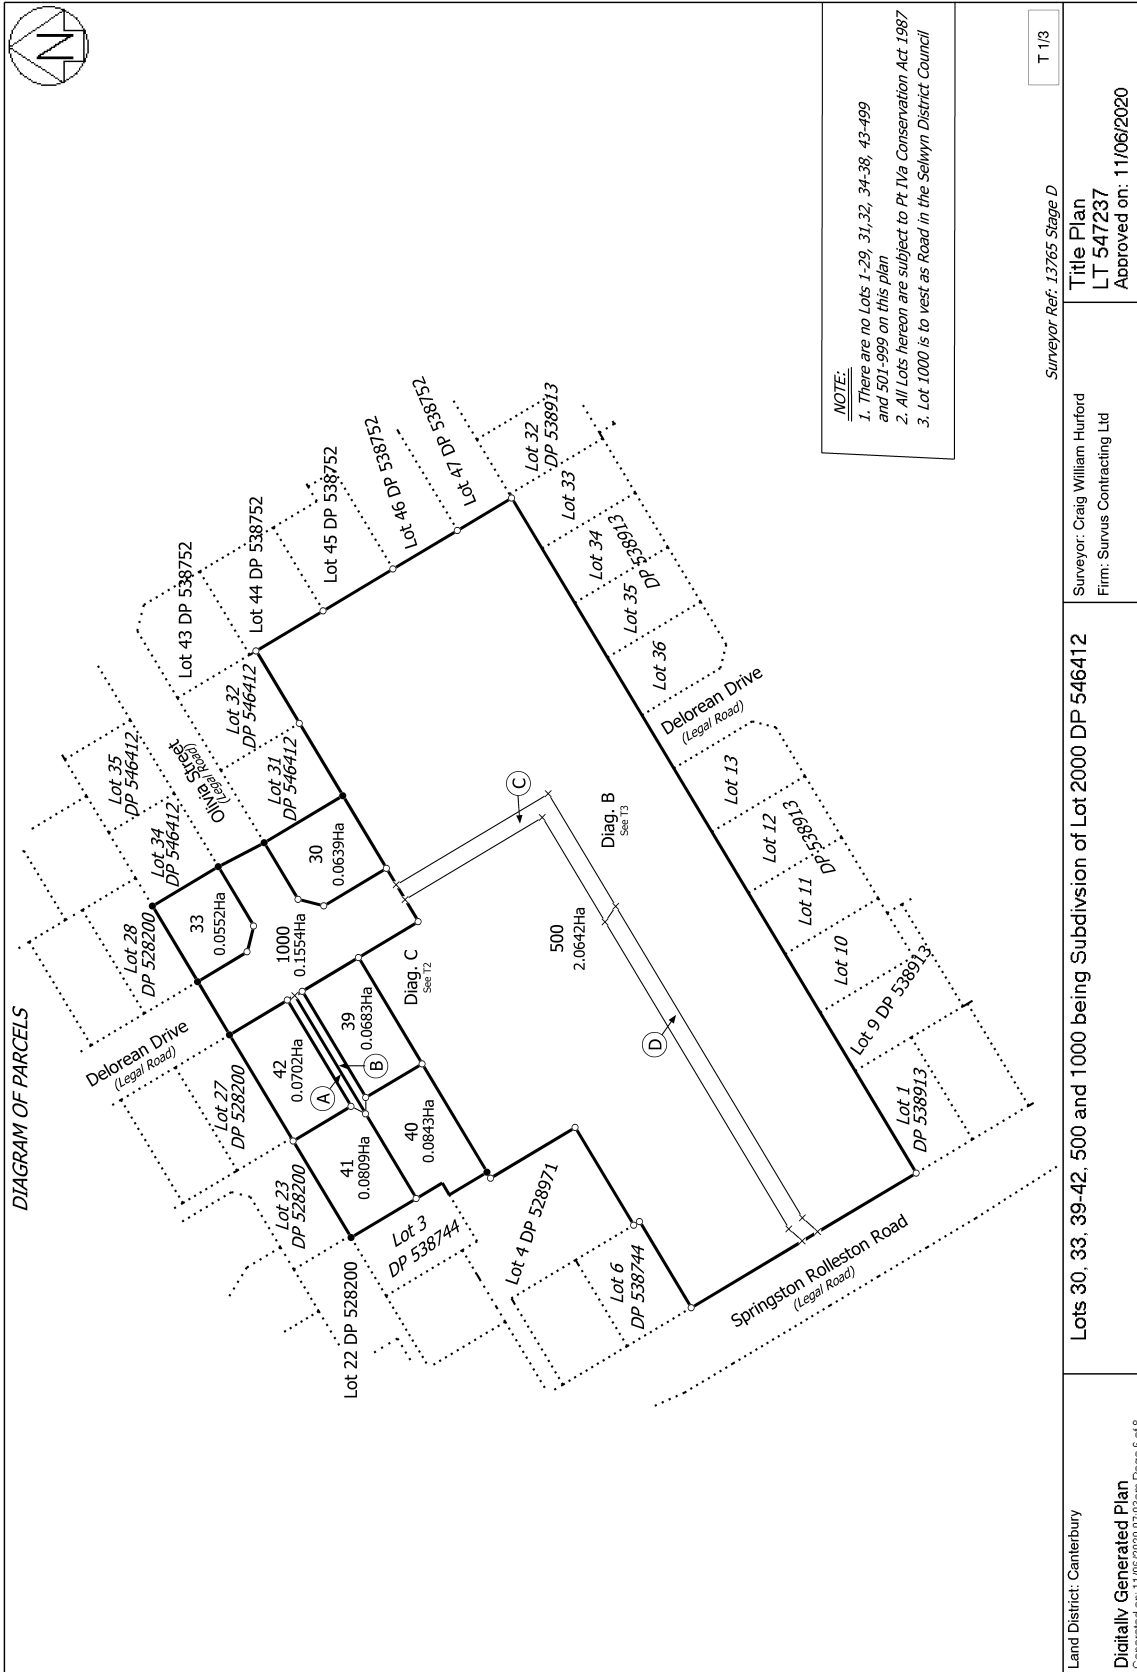 DIAGRAM OF PARCELS
N
Lot 35
DP 546412
Lot 34
DP 546412
Olivia Street
(Legal Road)
Lot 28
DP 528200
Delorean Drive
(Legal Road)
Lot 27
DP 528200
Lot 23
DP 528200
Lot 22 DP 528200
Lot 43 DP 538752
Lot 44 DP 538752
Lot 45 DP 538752
Lot 46 DP 538752
Lot 47 DP 538752
Lot 32
DP 546412
Lot 31
DP 546412
33
0.0552Ha
30
0.0639Ha
1000
0.1554Ha
42
0.0702Ha
39
0.0683Ha
A
B
41
0.0809Ha
40
0.0843Ha
Lot 3
DP 538744
Diag. C
See T2
C
Diag. B
See T3
500
2.0642Ha
D
Lot 4 DP 528971
Lot 6
DP 538744
Springston Rolleston Road
(Legal Road)
Lot 32
DP 538913
Lot 33
Lot 34
DP 538913
Lot 35
Lot 36
Delorean Drive
(Legal Road)
Lot 13
Lot 12
DP 538913
Lot 11
Lot 10
Lot 9 DP 538913
Lot 1
DP 538913
NOTE:
1. There are no Lots 1-29, 31,32, 34-38, 43-499
and 501-999 on this plan
2. All Lots hereon are subject to Pt IVa Conservation Act 1987
3. Lot 1000 is to vest as Road in the Selwyn District Council
Surveyor Ref: 13765 Stage D
T 1/3
Land District: Canterbury
Digitally Generated Plan
Generated on: 11/06/2020 07:03am Page 6 of 8
Lots 30, 33, 39-42, 500 and 1000 being Subdivsion of Lot 2000 DP 546412
Surveyor: Craig William Hurford
Firm: Survus Contracting Ltd
Title Plan
LT 547237
Approved on: 11/06/2020